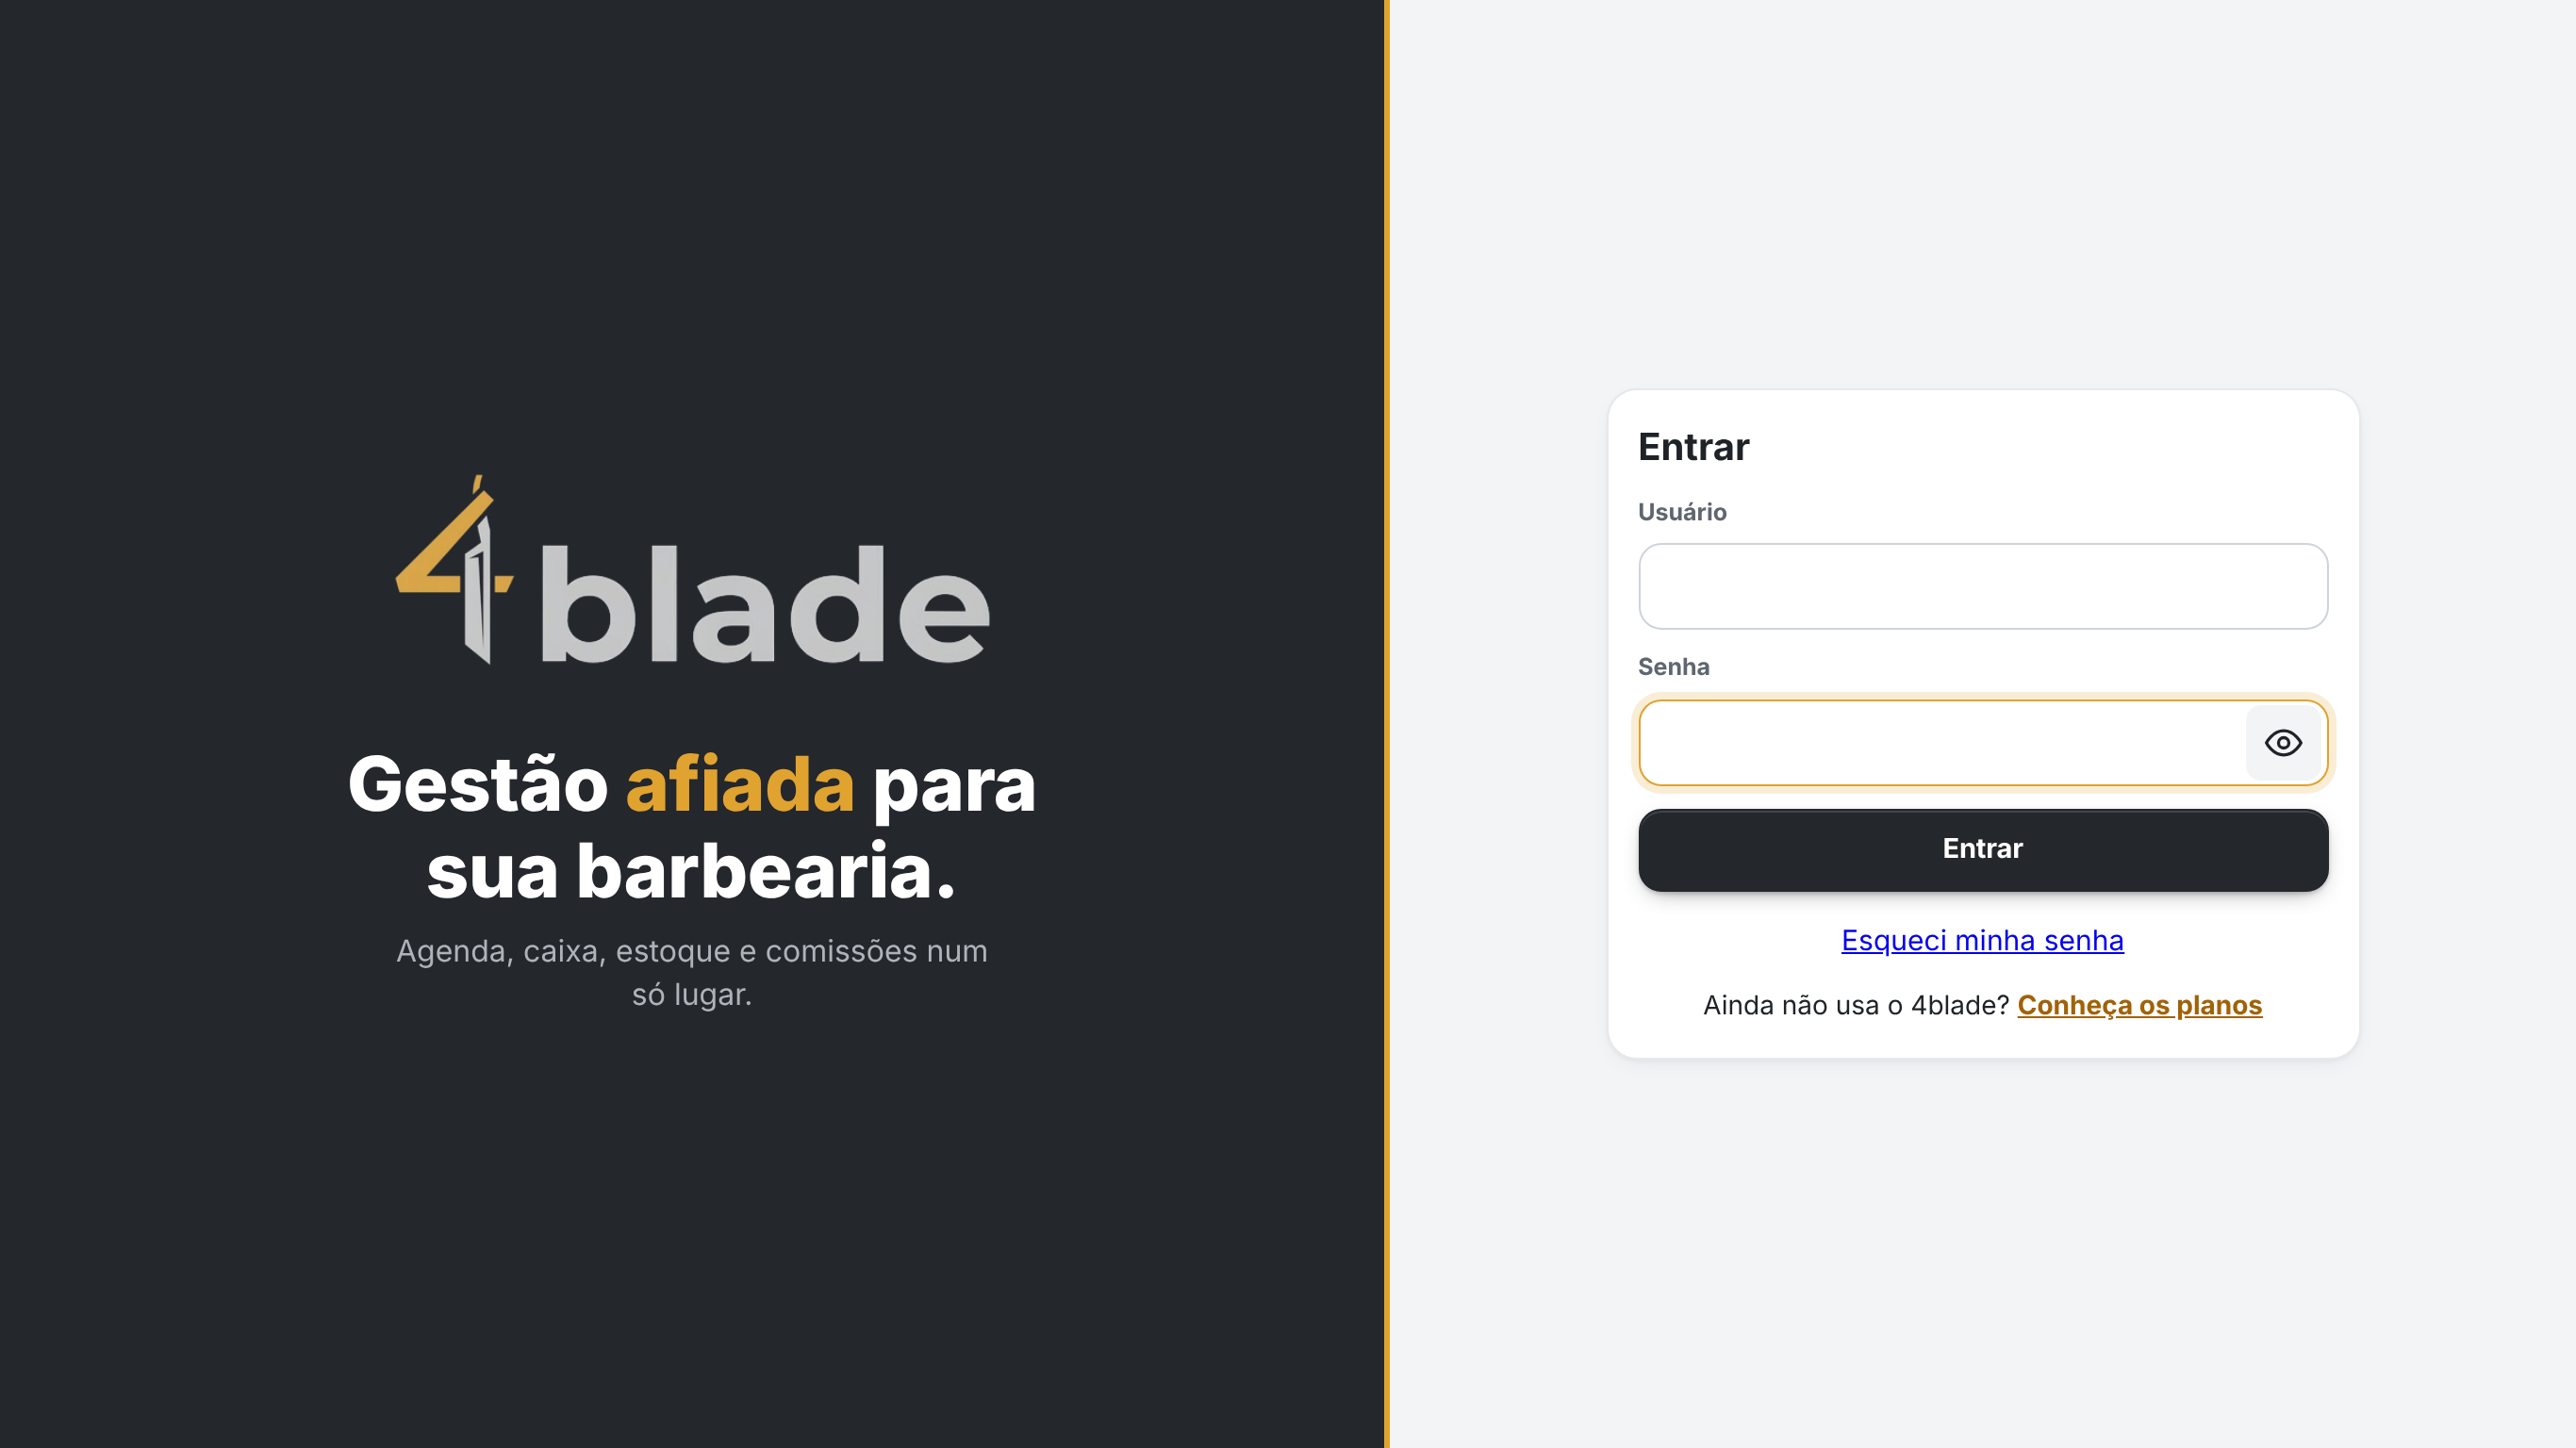 4blade
Gestão afiada para
sua barbearia.
Agenda, caixa, estoque e comissões num
só lugar.
Entrar
Usuário
Senha
Entrar
Esqueci minha senha
Ainda não usa o 4blade? Conheça os planos